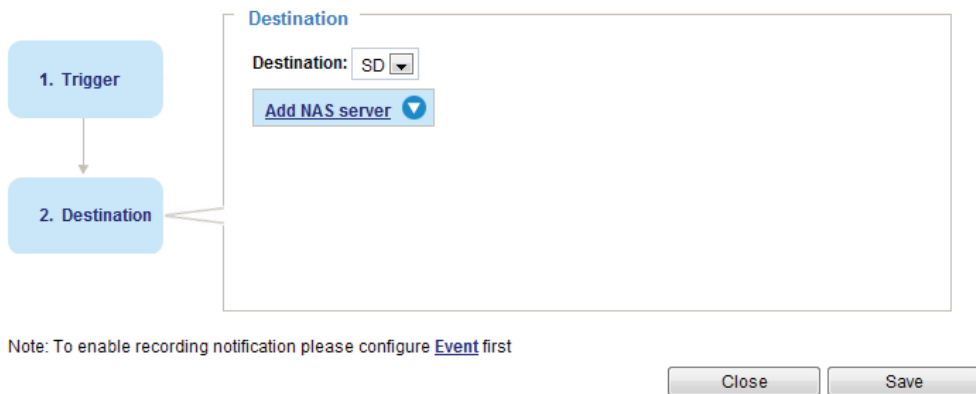 Destination
1. Trigger
Destination: SD
Add NAS server
2. Destination
Note: To enable recording notification please configure Event first
Close
Save